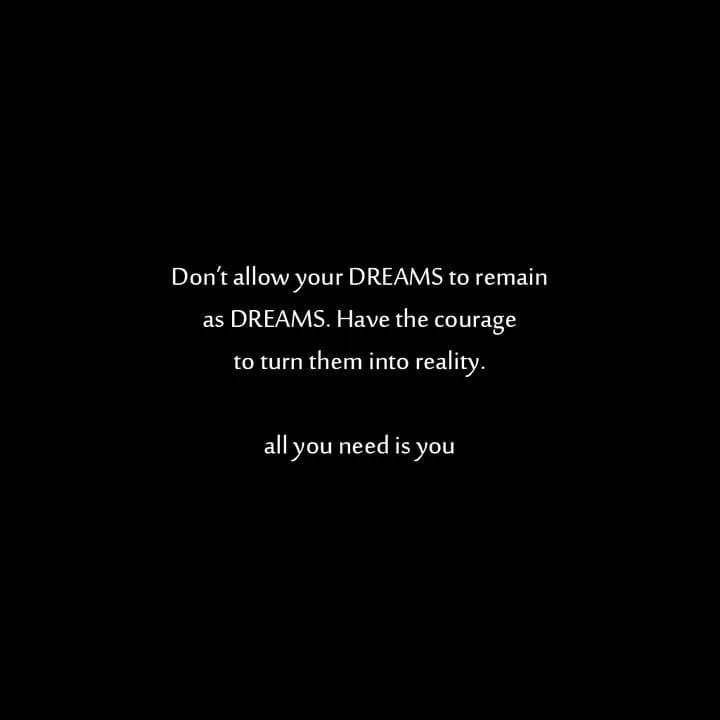 Don't allow your DREAMS to remain
as DREAMS. Have the courage
to turn them into reality.
all you need is you